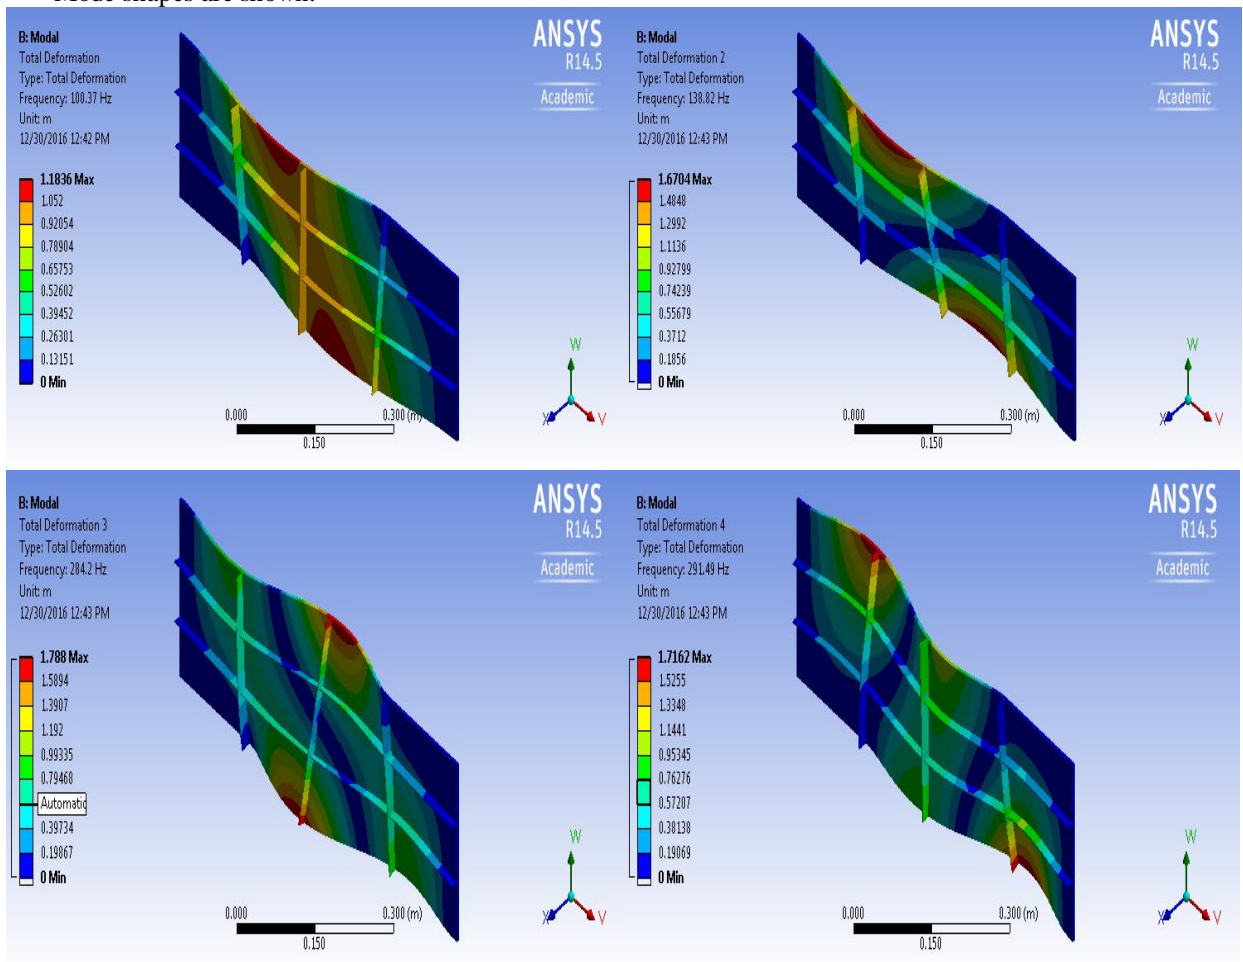 Mode shapes are shown.
B: Modal
Total Deformation
Type: Total Deformation
Frequency: 100.37 Hz
Unit: m
12/30/2016 12:42 PM
1.1836 Max
1.052
0.92054
0.78904
0.65753
0.52602
0.39452
0.26301
0.13151
0 Min
ANSYS
R14.5
Academic
W
X
V
0.000
0.300 (m)
0.150
B: Modal
Total Deformation 2
Type: Total Deformation
Frequency: 138.82 Hz
Unit: m
12/30/2016 12:43 PM
1.6704 Max
1.4848
1.2992
1.1136
0.92799
0.74239
0.55679
0.3712
0.1856
0 Min
ANSYS
R14.5
Academic
W
X
V
0.000
0.300 (m)
0.150
B: Modal
Total Deformation 3
Type: Total Deformation
Frequency: 284.2 Hz
Unit: m
12/30/2016 12:43 PM
1.788 Max
1.5894
1.3907
1.192
0.99335
0.79468
Automatic
0.39734
0.19867
0 Min
ANSYS
R14.5
Academic
W
X
V
0.000
0.300 (m)
0.150
B: Modal
Total Deformation 4
Type: Total Deformation
Frequency: 291.49 Hz
Unit: m
12/30/2016 12:43 PM
1.7162 Max
1.5255
1.3348
1.1441
0.95345
0.76276
0.57207
0.38138
0.19069
0 Min
ANSYS
R14.5
Academic
W
X
V
0.000
0.300 (m)
0.150